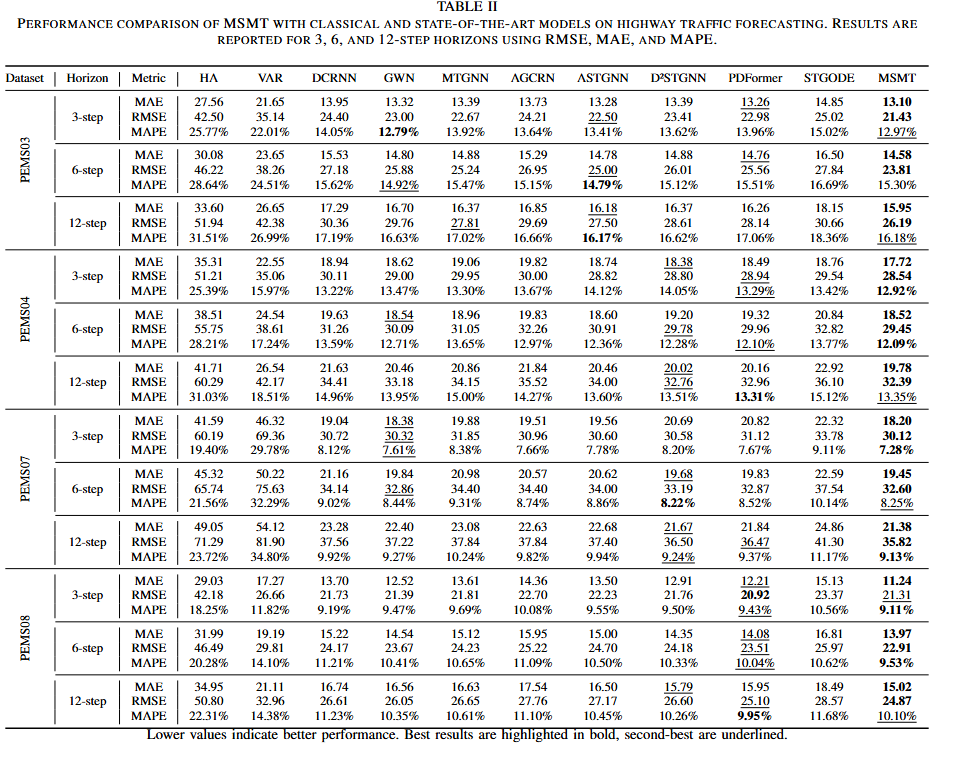 TABLE II
PERFORMANCE COMPARISON OF MSMT WITH CLASSICAL AND STATE-OF-THE-ART MODELS ON HIGHWAY TRAFFIC FORECASTING. RESULTS ARE
REPORTED FOR 3, 6, AND 12-STEP HORIZONS USING RMSE, MAE, AND MAPE.
Dataset Horizon Metric HA VAR DCRNN GWN MTGNN AGCRN ASTGNN D²STGNN PDFormer STGODE MSMT
PEMS03
3-step
MAE 27.56 21.65 13.95 13.32 13.39 13.73 13.28 13.39 13.26 14.85 13.10
RMSE 42.50 35.14 24.40 23.00 22.67 24.21 22.50 23.41 22.98 25.02 21.43
MAPE 25.77% 22.01% 14.05% 12.79% 13.92% 13.64% 13.41% 13.62% 13.96% 15.02% 12.97%
6-step
MAE 30.08 23.65 15.53 14.80 14.88 15.29 14.78 14.88 14.76 16.50 14.58
RMSE 46.22 38.26 27.18 25.88 25.24 26.95 25.00 26.01 25.56 27.84 23.81
MAPE 28.64% 24.51% 15.62% 14.92% 15.47% 15.15% 14.79% 15.12% 15.51% 16.69% 15.30%
12-step
MAE 33.60 26.65 17.29 16.70 16.37 16.85 16.18 16.37 16.26 18.15 15.95
RMSE 51.94 42.38 30.36 29.76 27.81 29.69 27.50 28.61 28.14 30.66 26.19
MAPE 31.51% 26.99% 17.19% 16.63% 17.02% 16.66% 16.17% 16.62% 17.06% 18.36% 16.18%
PEMS04
3-step
MAE 35.31 22.55 18.94 18.62 19.06 19.82 18.74 18.38 18.49 18.76 17.72
RMSE 51.21 35.06 30.11 29.00 29.95 30.00 28.82 28.80 28.94 29.54 28.54
MAPE 25.39% 15.97% 13.22% 13.47% 13.30% 13.67% 14.12% 14.05% 13.29% 13.42% 12.92%
6-step
MAE 38.51 24.54 19.63 18.54 18.96 19.83 18.60 19.20 19.32 20.84 18.52
RMSE 55.75 38.61 31.26 30.09 31.05 32.26 30.91 29.78 29.96 32.82 29.45
MAPE 28.21% 17.24% 13.59% 12.71% 13.65% 12.97% 12.36% 12.28% 12.10% 13.77% 12.09%
12-step
MAE 41.71 26.54 21.63 20.46 20.86 21.84 20.46 20.02 20.16 22.92 19.78
RMSE 60.29 42.17 34.41 33.18 34.15 35.52 34.00 32.76 32.96 36.10 32.39
MAPE 31.03% 18.51% 14.96% 13.95% 15.00% 14.27% 13.60% 13.51% 13.31% 15.12% 13.35%
PEMS07
3-step
MAE 41.59 46.32 19.04 18.38 19.88 19.51 19.56 20.69 20.82 22.32 18.20
RMSE 60.19 69.36 30.72 30.32 31.85 30.96 30.60 30.58 31.12 33.78 30.12
MAPE 19.40% 29.78% 8.12% 7.61% 8.38% 7.66% 7.78% 8.20% 7.67% 9.11% 7.28%
6-step
MAE 45.32 50.22 21.16 19.84 20.98 20.57 20.62 19.68 19.83 22.59 19.45
RMSE 65.74 75.63 34.14 32.86 34.40 34.40 34.00 33.19 32.87 37.54 32.60
MAPE 21.56% 32.29% 9.02% 8.44% 9.31% 8.74% 8.86% 8.22% 8.52% 10.14% 8.25%
12-step
MAE 49.05 54.12 23.28 22.40 23.08 22.63 22.68 21.67 21.84 24.86 21.38
RMSE 71.29 81.90 37.56 37.22 37.84 37.84 37.40 36.50 36.47 41.30 35.82
MAPE 23.72% 34.80% 9.92% 9.27% 10.24% 9.82% 9.94% 9.24% 9.37% 11.17% 9.13%
PEMS08
3-step
MAE 29.03 17.27 13.70 12.52 13.61 14.36 13.50 12.91 12.21 15.13 11.24
RMSE 42.18 26.66 21.73 21.39 21.81 22.70 22.23 21.76 20.92 23.37 21.31
MAPE 18.25% 11.82% 9.19% 9.47% 9.69% 10.08% 9.55% 9.50% 9.43% 10.56% 9.11%
6-step
MAE 31.99 19.19 15.22 14.54 15.12 15.95 15.00 14.35 14.08 16.81 13.97
RMSE 46.49 29.81 24.17 23.67 24.23 25.22 24.70 24.18 23.51 25.97 22.91
MAPE 20.28% 14.10% 11.21% 10.41% 10.65% 11.09% 10.50% 10.33% 10.04% 10.62% 9.53%
12-step
MAE 34.95 21.11 16.74 16.56 16.63 17.54 16.50 15.79 15.95 18.49 15.02
RMSE 50.80 32.96 26.61 26.05 26.65 27.76 27.17 26.60 25.10 28.57 24.87
MAPE 22.31% 14.38% 11.23% 10.35% 10.61% 11.10% 10.45% 10.26% 9.95% 11.68% 10.10%
Lower values indicate better performance. Best results are highlighted in bold, second-best are underlined.